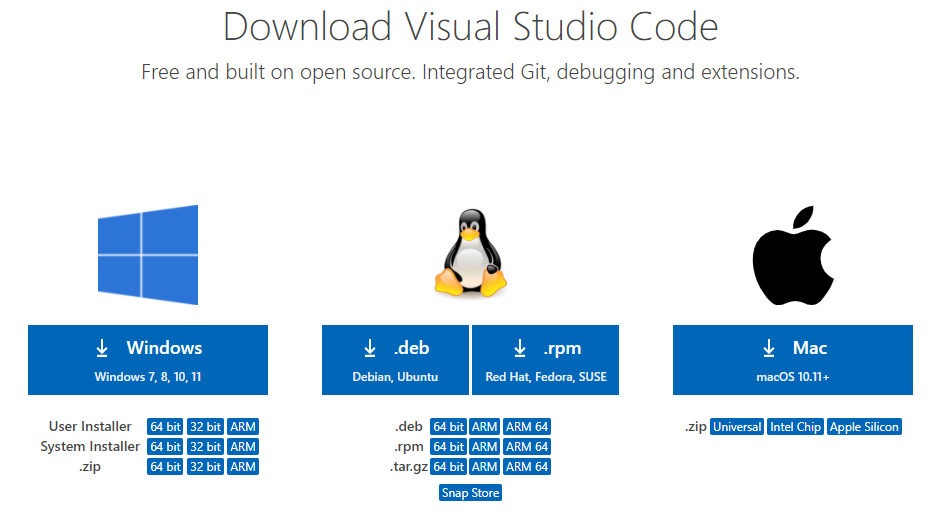 Download Visual Studio Code
Free and built on open source. Integrated Git, debugging and extensions.
Windows
Windows 7, 8, 10, 11
User Installer 64 bit 32 bit ARM
System Installer 64 bit 32 bit ARM
.zip 64 bit 32 bit ARM
.deb
Debian, Ubuntu
.rpm
Red Hat, Fedora, SUSE
.deb 64 bit ARM ARM 64
.rpm 64 bit ARM ARM 64
.tar.gz 64 bit ARM ARM 64
Snap Store
Mac
macOS 10.11+
.zip Universal Intel Chip Apple Silicon